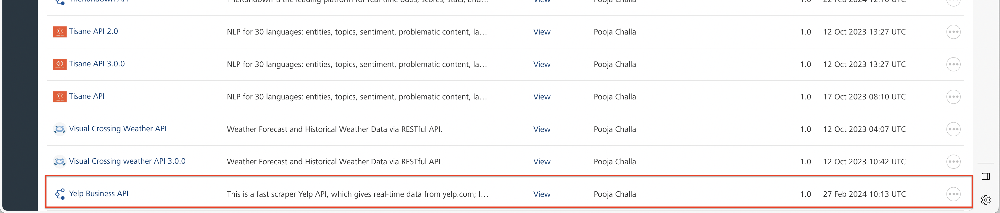 TheRundown API TheRundown is the leading platform for real-time odds, scores, stats, and... View Pooja Challa 1.0 22 Feb 2024 12:10 UTC
Tisane API 2.0 NLP for 30 languages: entities, topics, sentiment, problematic content, la... View Pooja Challa 1.0 12 Oct 2023 13:27 UTC
Tisane API 3.0.0 NLP for 30 languages: entities, topics, sentiment, problematic content, la... View Pooja Challa 1.0 12 Oct 2023 13:27 UTC
Tisane API NLP for 30 languages: entities, topics, sentiment, problematic content, la... View Pooja Challa 1.0 17 Oct 2023 08:10 UTC
Visual Crossing Weather API Weather Forecast and Historical Weather Data via RESTful API. View Pooja Challa 1.0 12 Oct 2023 04:07 UTC
Visual Crossing weather API 3.0.0 Weather Forecast and Historical Weather Data via RESTful API View Pooja Challa 1.0 12 Oct 2023 10:42 UTC
Yelp Business API This is a fast scraper Yelp API, which gives real-time data from yelp.com; I... View Pooja Challa 1.0 27 Feb 2024 10:13 UTC